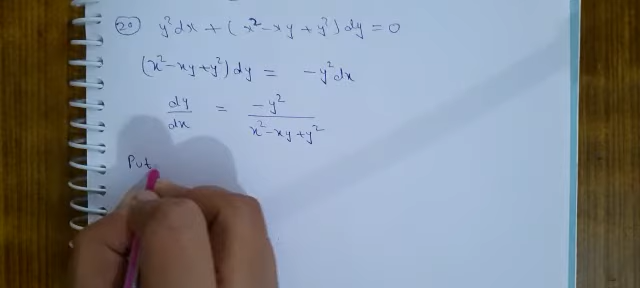 20 y²dx + (x² - xy + y²) dy = 0
(x² - xy + y²) dy = - y²dx
dy/dx = -y²/(x² - xy + y²)
Put